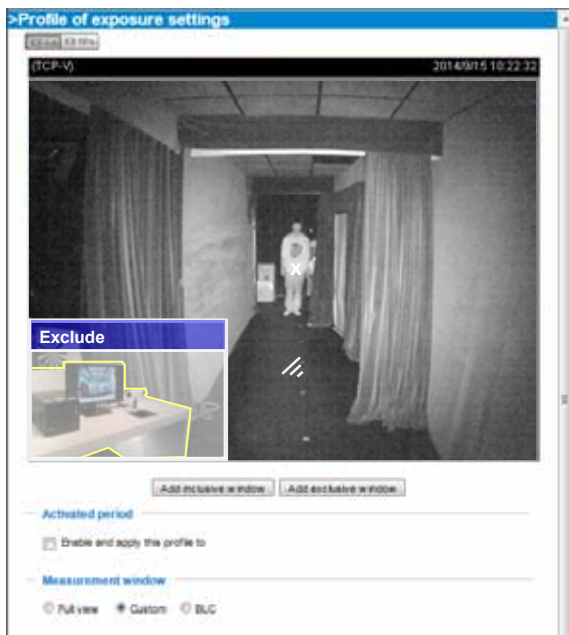 >Profile of exposure settings
(TCP-V)
2014/9/15 10:22:32
x
Exclude
Add inclusive window
Add exclusive window
Activated period
Enable and apply this profile to
Measurement window
Full view
Custom
BLC